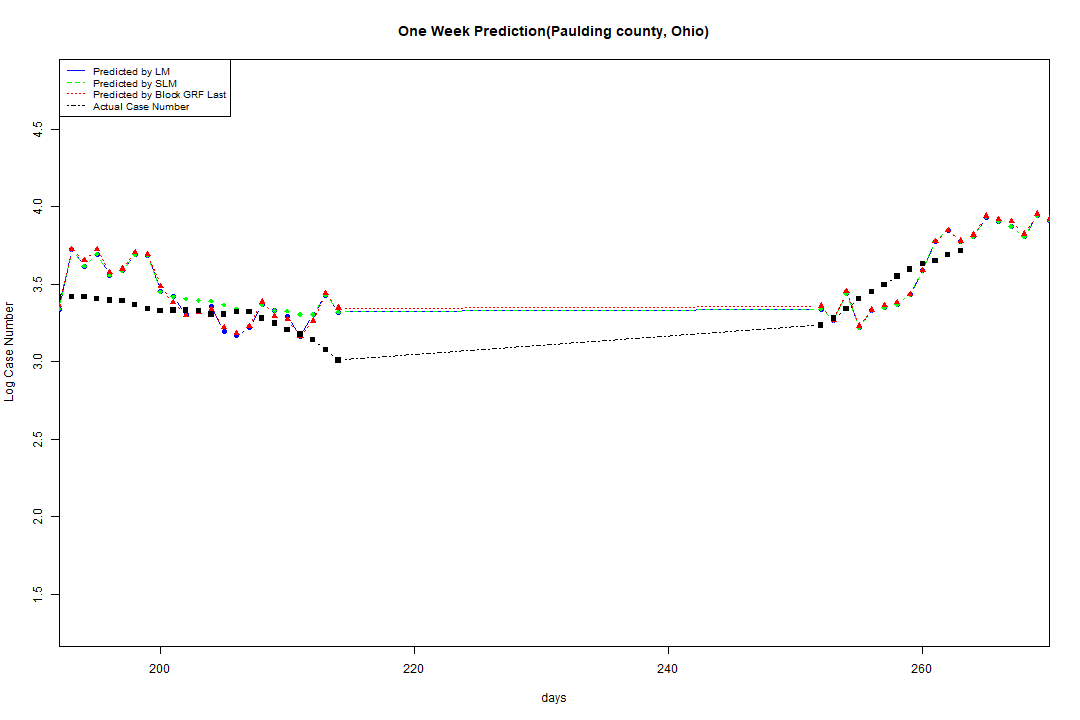 One Week Prediction(Paulding county, Ohio)
Predicted by LM
Predicted by SLM
Predicted by Block GRF Last
Actual Case Number
4.5
4.0
3.5
3.0
2.5
2.0
1.5
Log Case Number
200 220 240 260
days